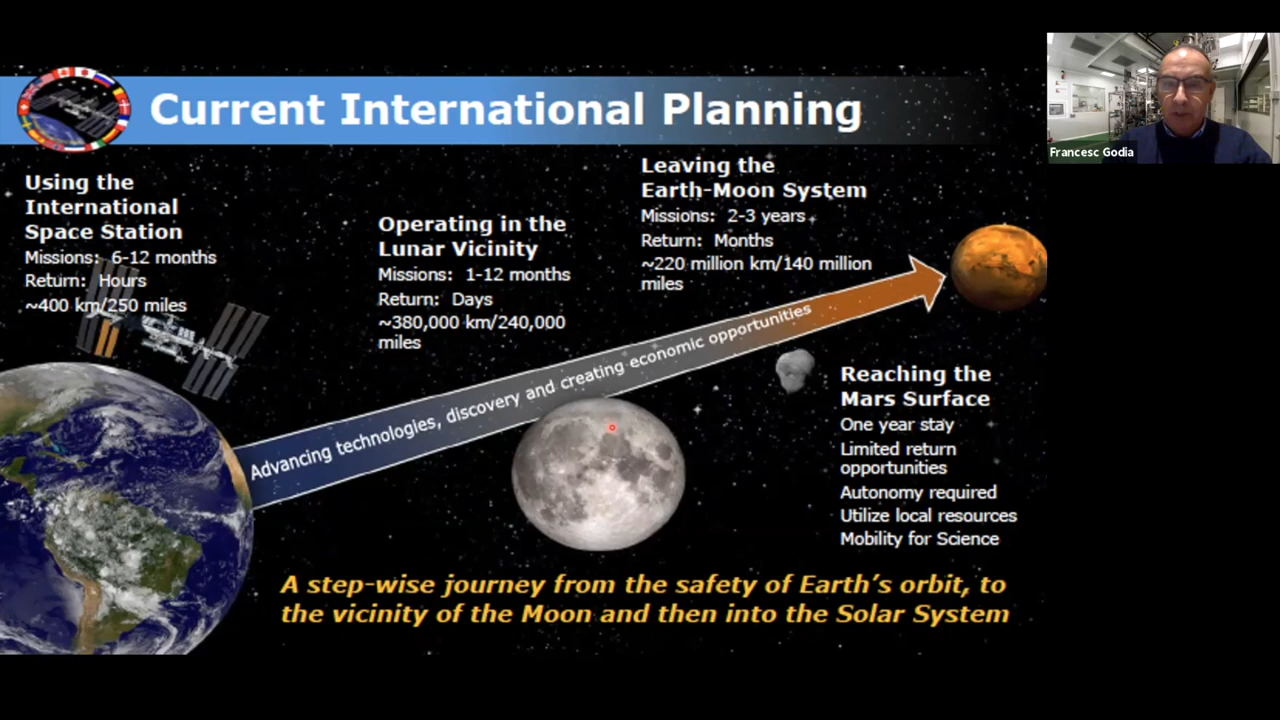 Current International Planning
Using the
International
Space Station
Missions: 6-12 months
Return: Hours
~400 km/250 miles
Operating in the
Lunar Vicinity
Missions: 1-12 months
Return: Days
~380,000 km/240,000
miles
Leaving the
Earth-Moon System
Missions: 2-3 years
Return: Months
~220 million km/140 million
miles
Advancing technologies, discovery and creating economic opportunities
Reaching the
Mars Surface
One year stay
Limited return
opportunities
Autonomy required
Utilize local resources
Mobility for Science
A step-wise journey from the safety of Earth's orbit, to
the vicinity of the Moon and then into the Solar System
Francesc Godia